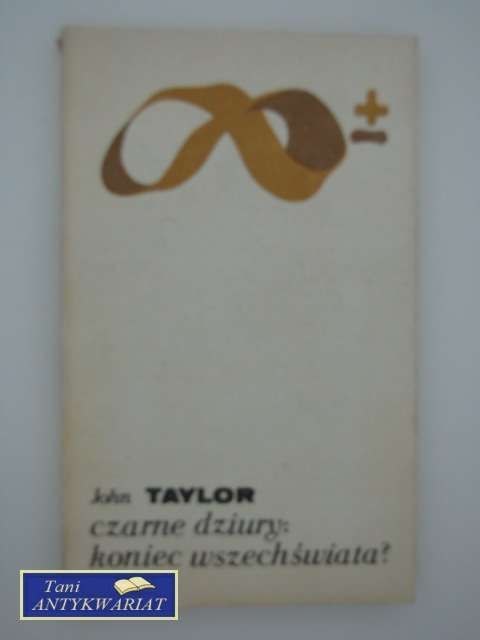 ±
John TAYLOR
czarne dziury:
koniec wszechświata?
Tani
ANTYKWARIAT